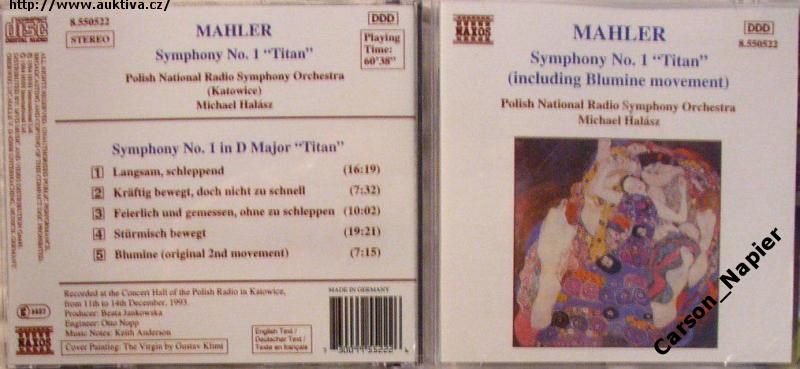 Zdroj: http://www.auktiva.cz/
COMPACT
disc
DIGITAL AUDIO
8.550522
STEREO
MAHLER
Symphony No. 1 “Titan”
Polish National Radio Symphony Orchestra
(Katowice)
Michael Halász
DDD
Playing
Time:
60'38"
Symphony No. 1 in D Major “Titan”
1 Langsam, schleppend (16:19)
2 Kräftig bewegt, doch nicht zu schnell (7:32)
3 Feierlich und gemessen, ohne zu schleppen (10:02)
4 Stürmisch bewegt (19:21)
5 Blumine (original 2nd movement) (7:15)
Recorded at the Concert Hall of the Polish Radio in Katowice,
from 11th to 14th December, 1993.
Producer: Beata Jankowska
Engineer: Otto Nopp
Music Notes: Keith Anderson
Cover Painting: The Virgin by Gustav Klimt
NAXOS
English Text /
Deutscher Text /
Texte en français
MADE IN GERMANY
NAXOS
MAHLER
DDD
8.550522
Symphony No. 1 “Titan”
(including Blumine movement)
Polish National Radio Symphony Orchestra
Michael Halász
Carson_Napier